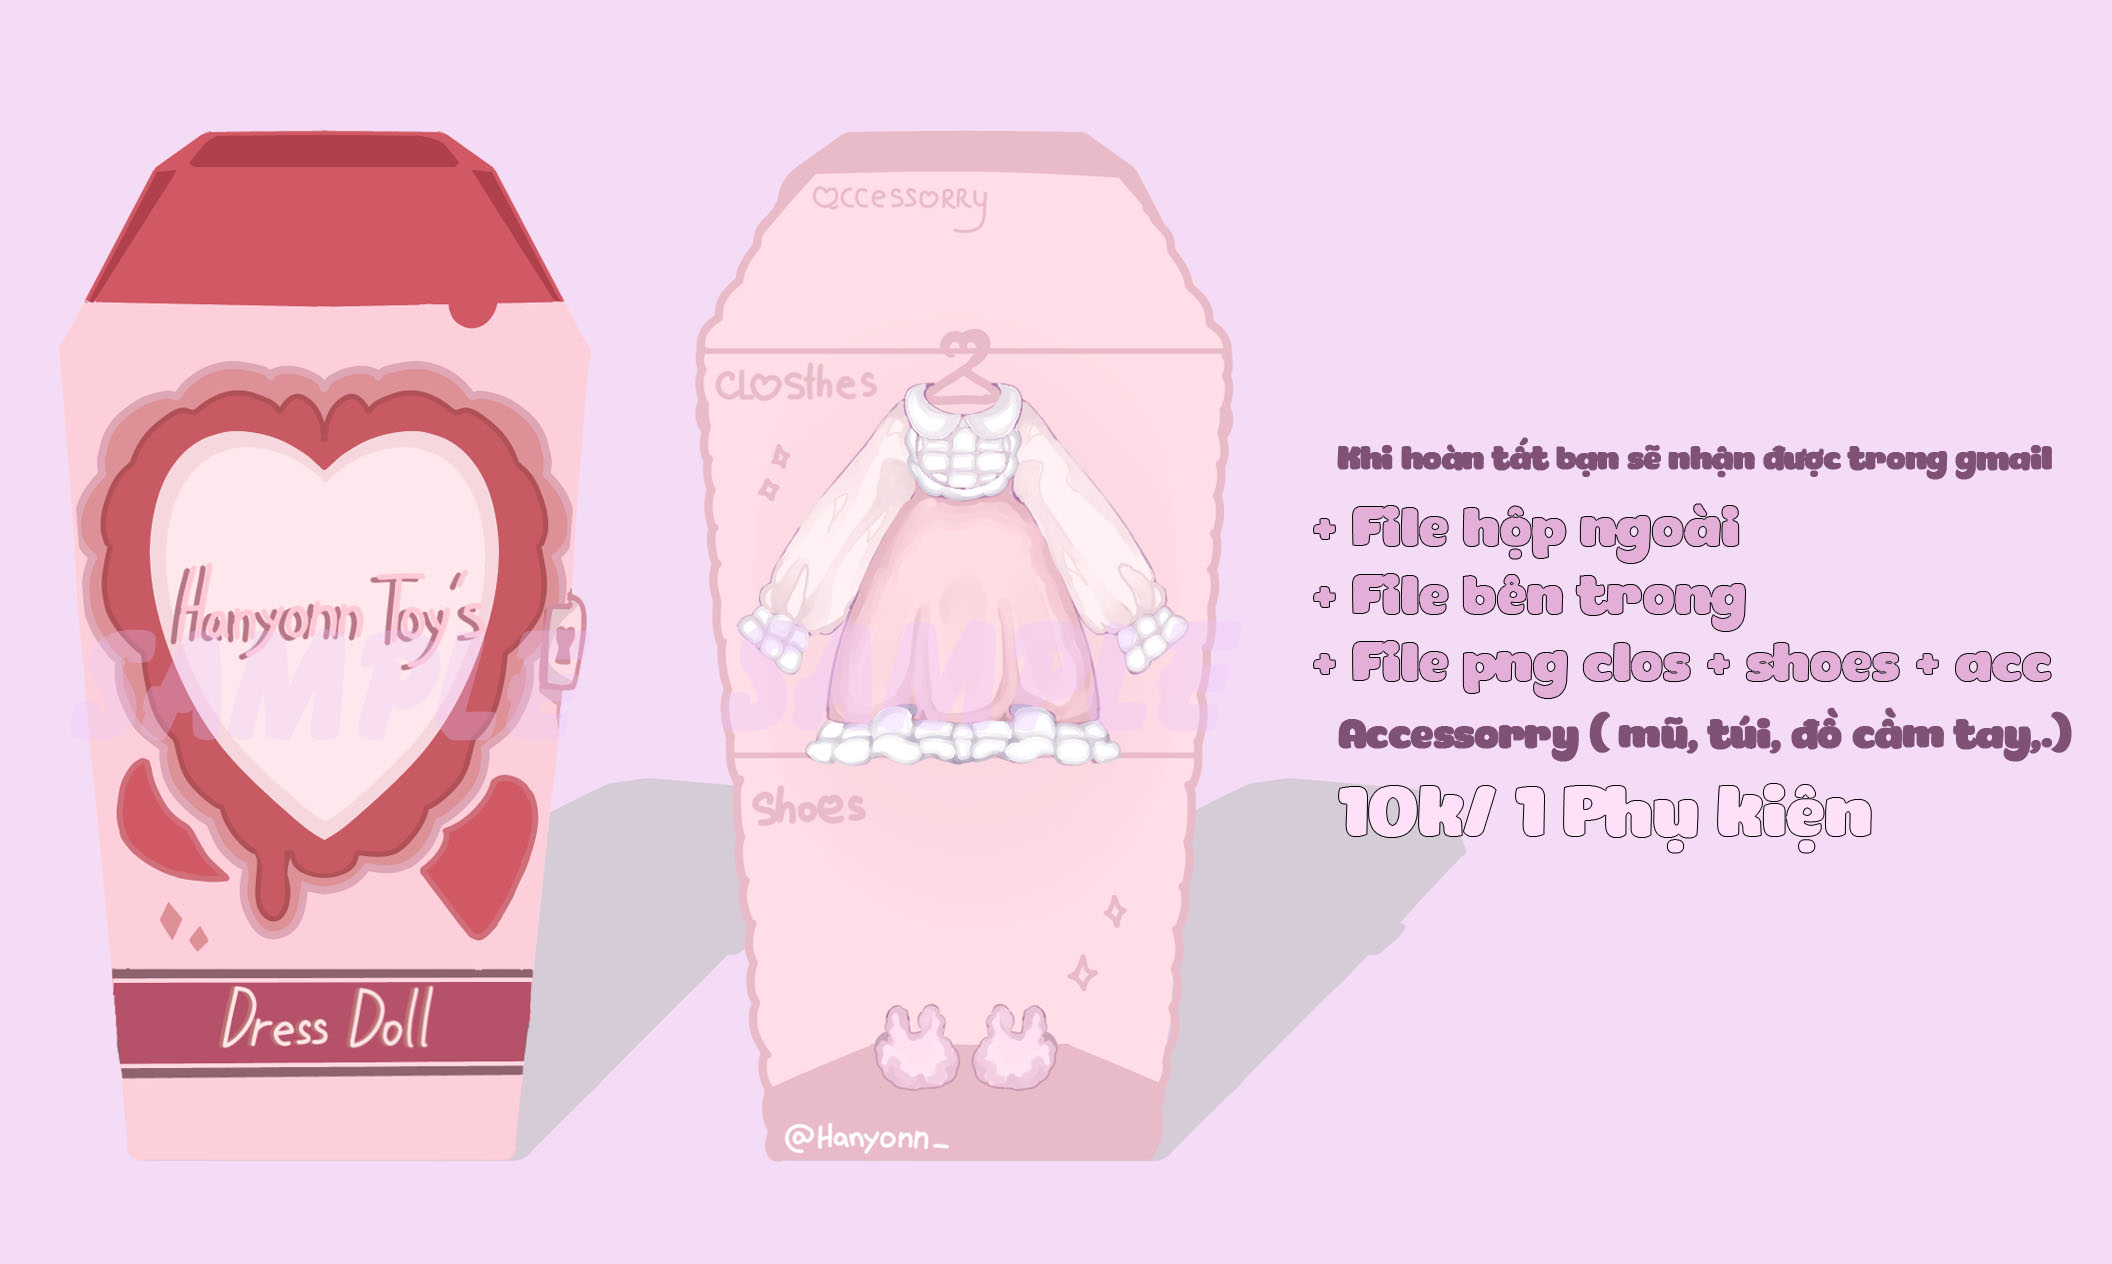 Hanyonn Toy's
SAMPLE
Dress Doll
accessorry
closthes
SAMPLE
shoes
@Hanyonn_
Khi hoàn tất bạn sẽ nhận được trong gmail
+ File hộp ngoài
+ File bên trong
+ File png clos + shoes + acc
Accessorry ( mũ, túi, đồ cầm tay,.)
10k/ 1 Phụ kiện